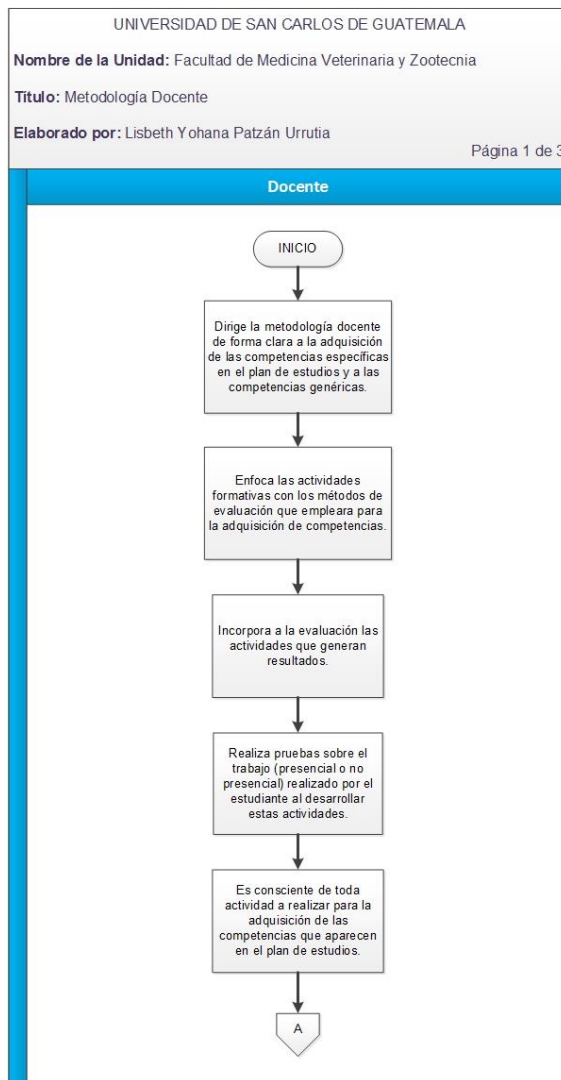 UNIVERSIDAD DE SAN CARLOS DE GUATEMALA
Nombre de la Unidad: Facultad de Medicina Veterinaria y Zootecnia
Título: Metodología Docente
Elaborado por: Lisbeth Yohana Patzán Urrutia
Página 1 de 3
Docente
INICIO
Dirige la metodología docente
de forma clara a la adquisición
de las competencias específicas
en el plan de estudios y a las
competencias genéricas.
Enfoca las actividades
formativas con los métodos de
evaluación que empleara para
la adquisición de competencias.
Incorpora a la evaluación las
actividades que generan
resultados.
Realiza pruebas sobre el
trabajo (presencial o no
presencial) realizado por el
estudiante al desarrollar
estas actividades.
Es consciente de toda
actividad a realizar para la
adquisición de las
competencias que aparecen
en el plan de estudios.
A